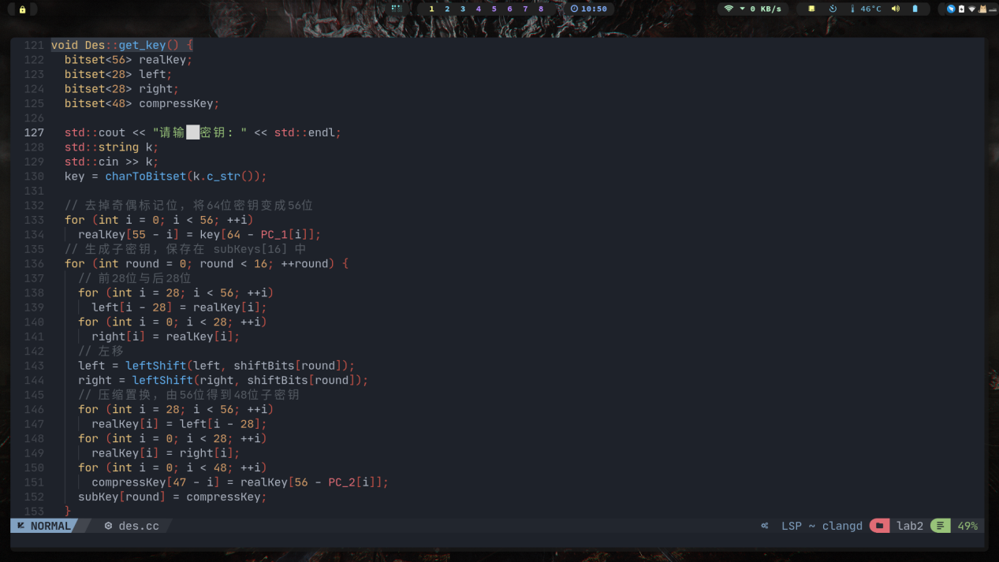 1 2 3 4 5 6 7 8 10:50 0 KB/s 46°C
121 void Des::get_key() {
122 bitset<56> realKey;
123 bitset<28> left;
124 bitset<28> right;
125 bitset<48> compressKey;
126
127 std::cout << "请输 密钥: " << std::endl;
128 std::string k;
129 std::cin >> k;
130 key = charToBitset(k.c_str());
131
132 // 去掉奇偶标记位，将64位密钥变成56位
133 for (int i = 0; i < 56; ++i)
134 realKey[55 - i] = key[64 - PC_1[i]];
135 // 生成子密钥，保存在 subKeys[16] 中
136 for (int round = 0; round < 16; ++round) {
137 // 前28位与后28位
138 for (int i = 28; i < 56; ++i)
139 left[i - 28] = realKey[i];
140 for (int i = 0; i < 28; ++i)
141 right[i] = realKey[i];
142 // 左移
143 left = leftShift(left, shiftBits[round]);
144 right = leftShift(right, shiftBits[round]);
145 // 压缩置换，由56位得到48位子密钥
146 for (int i = 28; i < 56; ++i)
147 realKey[i] = left[i - 28];
148 for (int i = 0; i < 28; ++i)
149 realKey[i] = right[i];
150 for (int i = 0; i < 48; ++i)
151 compressKey[47 - i] = realKey[56 - PC_2[i]];
152 subKey[round] = compressKey;
153 }
NORMAL des.cc LSP ~ clangd lab2 49%